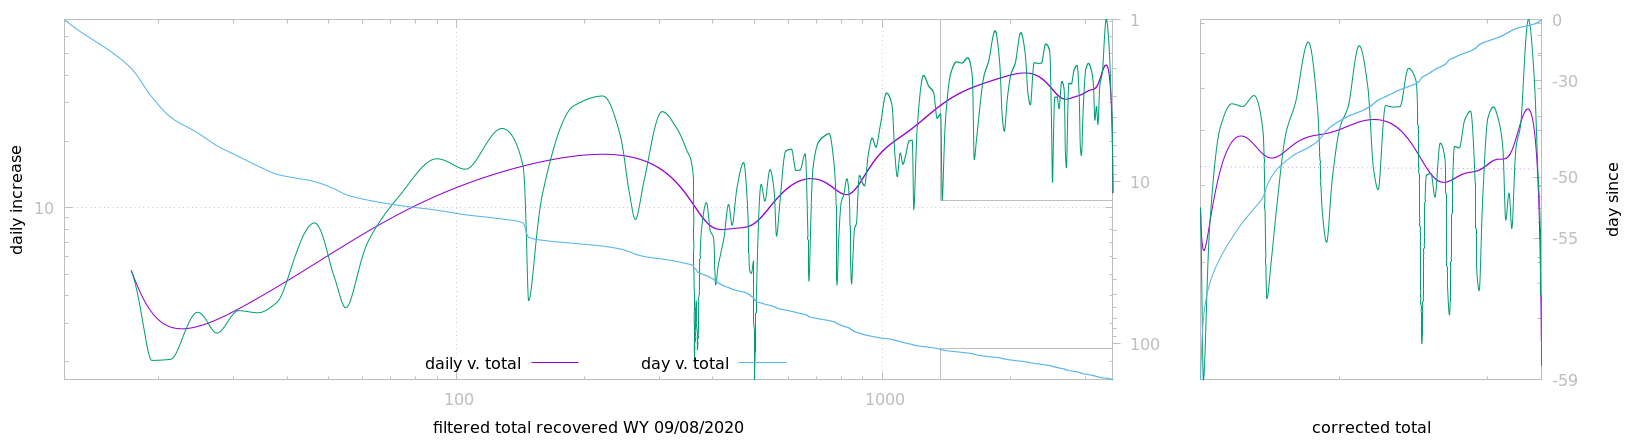 daily increase
10
daily v. total
day v. total
100
1000
filtered total recovered WY 09/08/2020
1
10
100
0
-30
-50
-55
-59
day since
corrected total